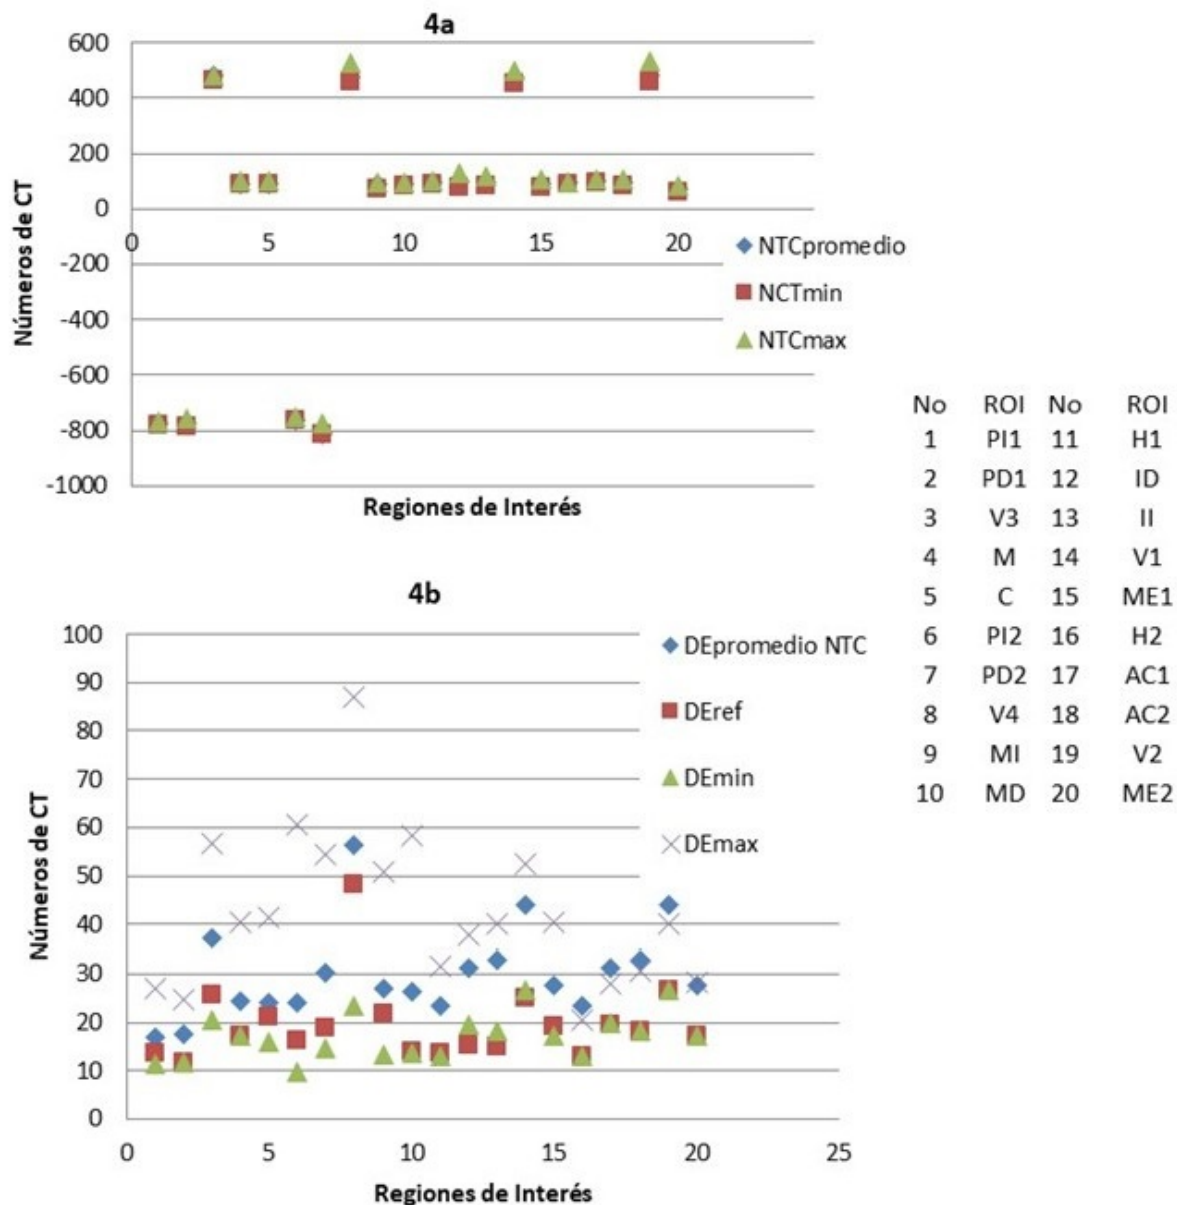 4a
600
400
200
0
-200
-400
-600
-800
-1000
0 5 10 15 20
Números de CT
Regiones de Interés
NTCpromedio
NCTmin
NTCmax
No ROI No ROI
1 PI1 11 H1
2 PD1 12 ID
3 V3 13 II
4 M 14 V1
5 C 15 ME1
6 PI2 16 H2
7 PD2 17 AC1
8 V4 18 AC2
9 MI 19 V2
10 MD 20 ME2
4b
100
90
80
70
60
50
40
30
20
10
0
0 5 10 15 20 25
Números de CT
Regiones de Interés
DEpromedio NTC
DEref
DEmin
DEmax